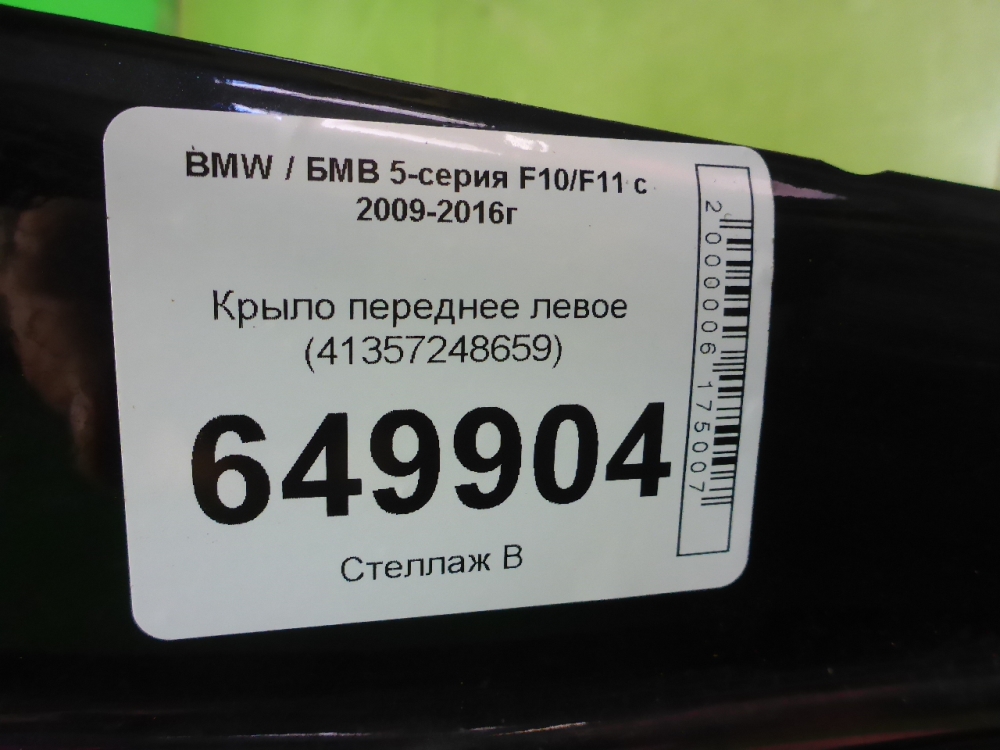 BMW / БМВ 5-серия F10/F11 с
2009-2016г
Крыло переднее левое
(41357248659)
649904
Стеллаж В
2000006175007